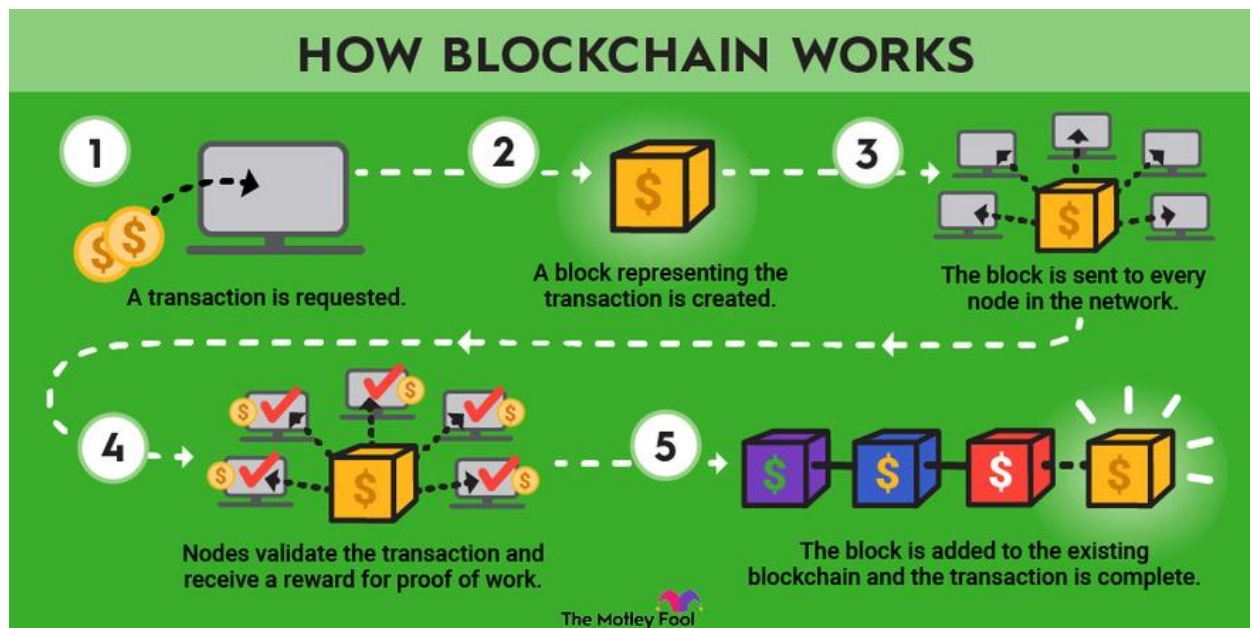 HOW BLOCKCHAIN WORKS
1
A transaction is requested.
2
$
A block representing the
transaction is created.
3
$
The block is sent to every
node in the network.
4
$
Nodes validate the transaction and
receive a reward for proof of work.
5
$ $ $ $
The block is added to the existing
blockchain and the transaction is complete.
The Motley Fool